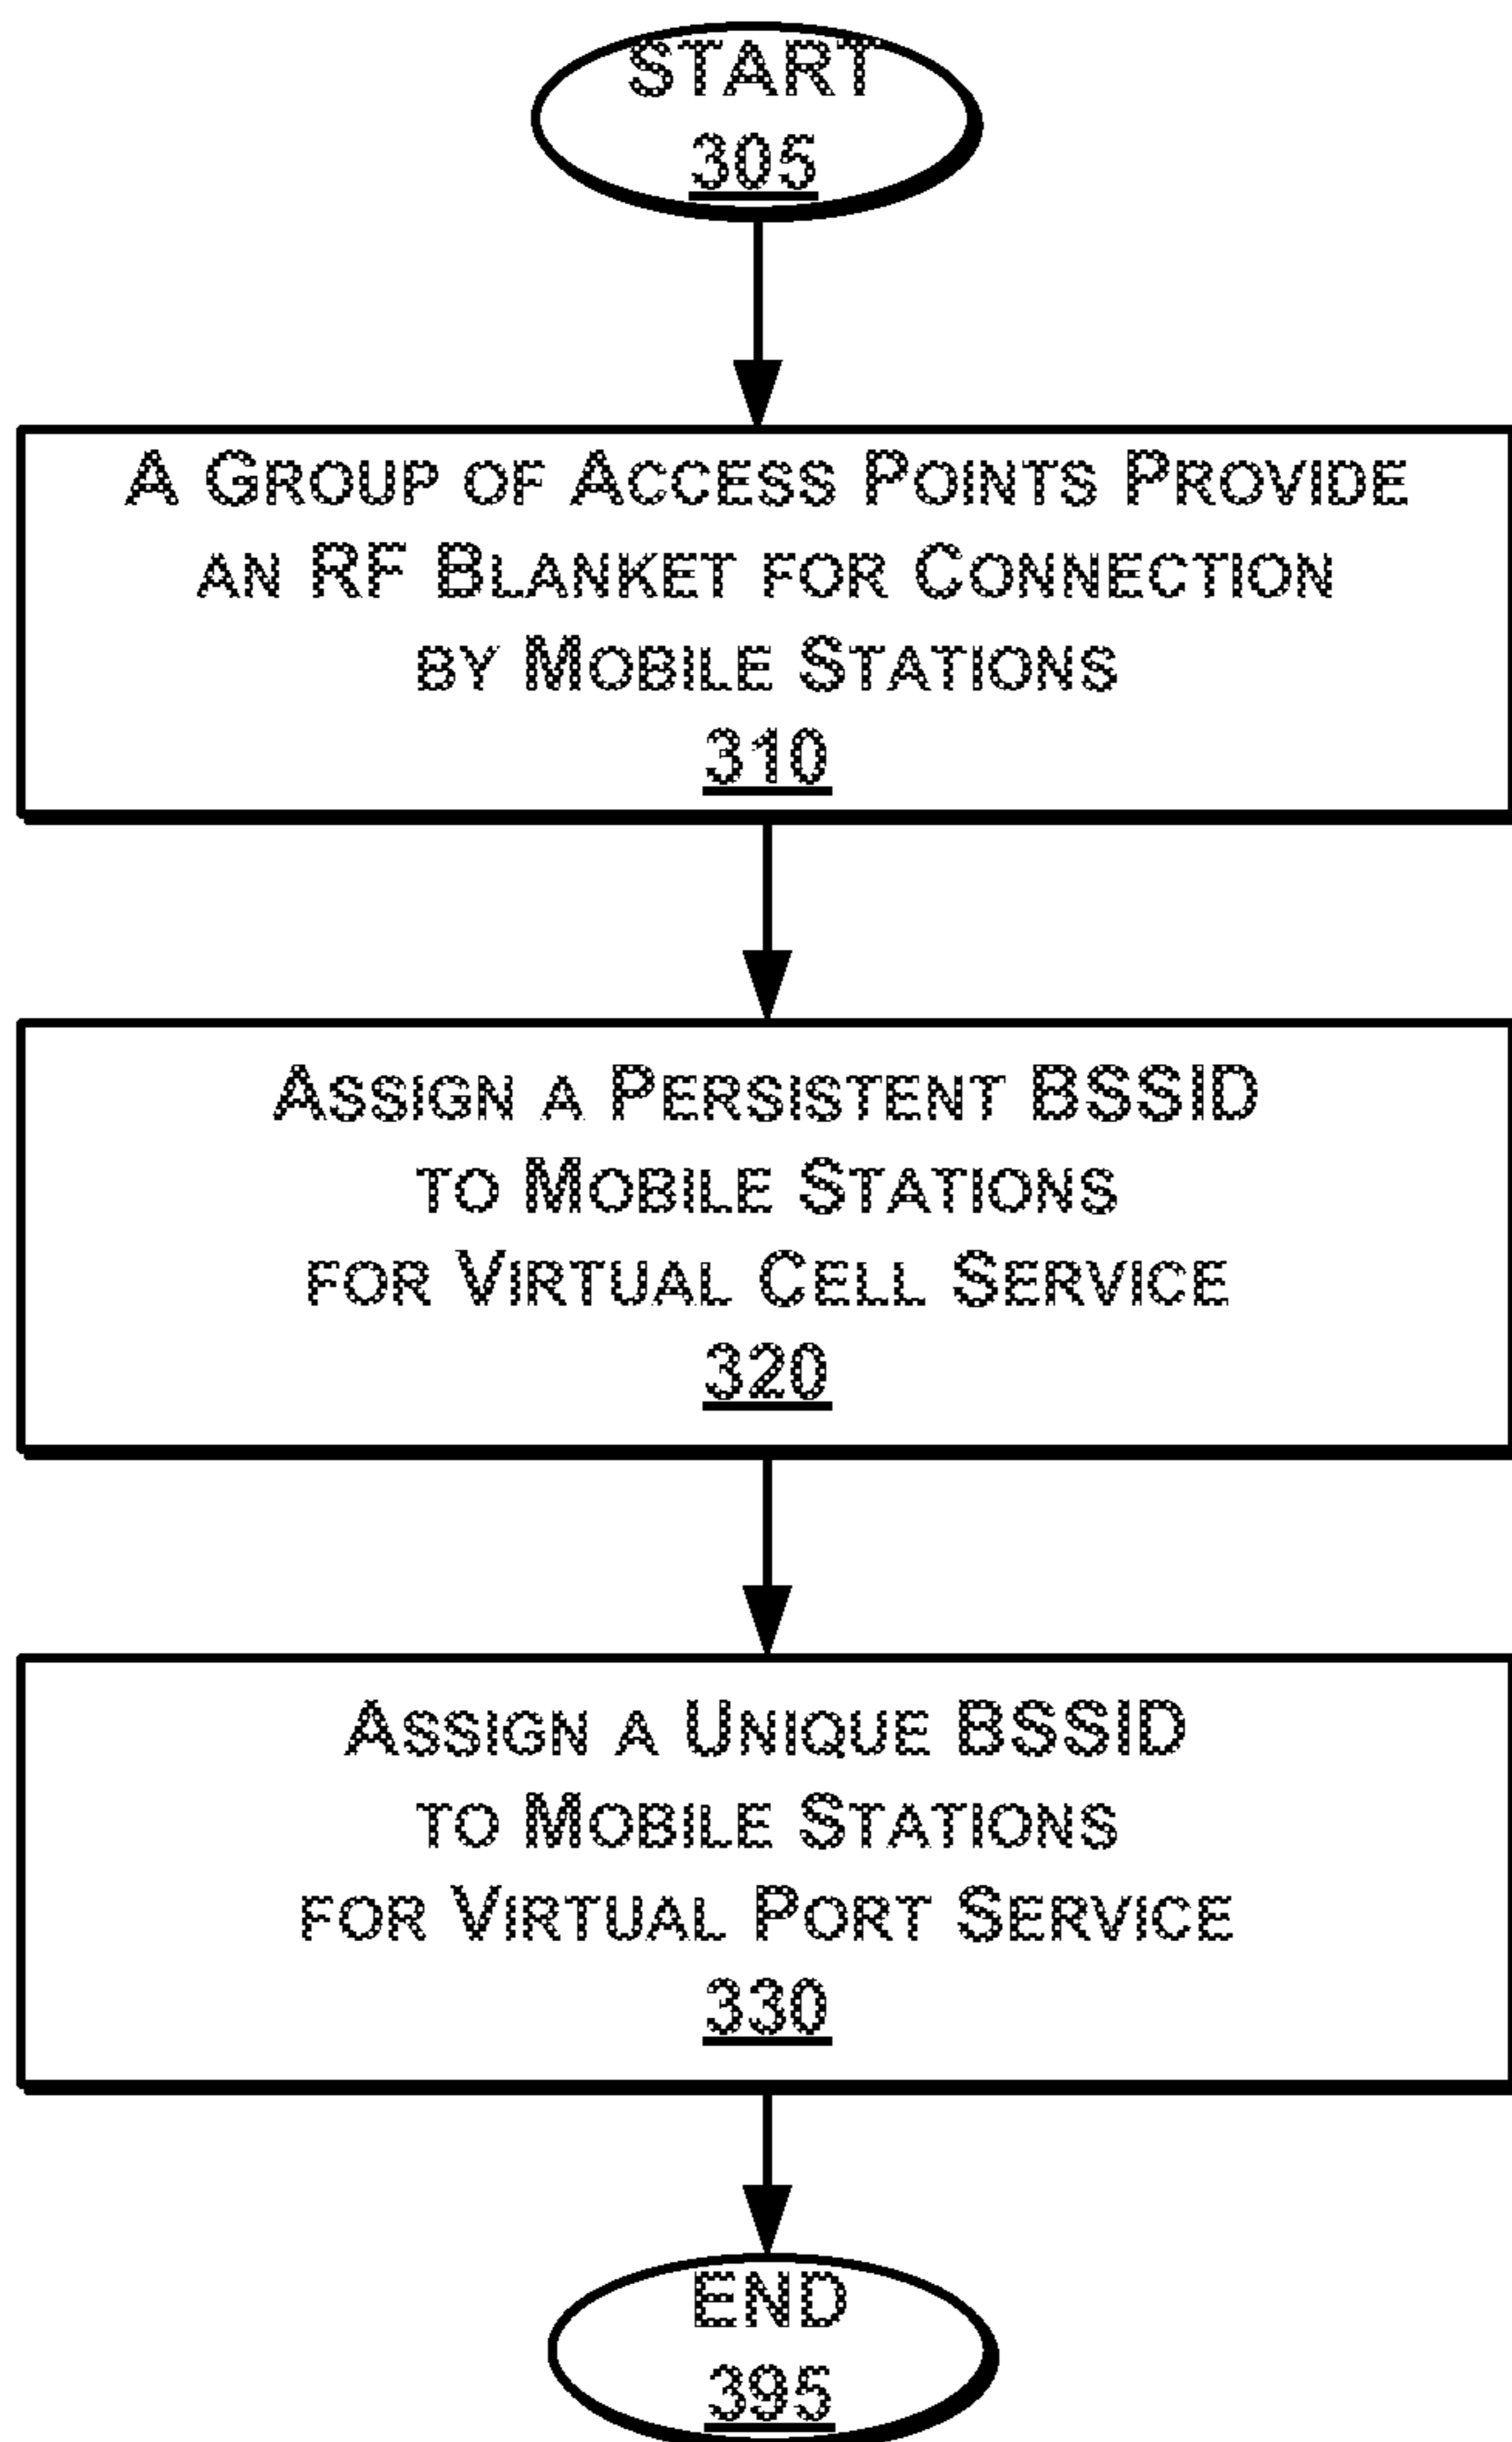 START
305
A GROUP OF ACCESS POINTS PROVIDE
AN RF BLANKET FOR CONNECTION
BY MOBILE STATIONS
310
ASSIGN A PERSISTENT BSSID
TO MOBILE STATIONS
FOR VIRTUAL CELL SERVICE
320
ASSIGN A UNIQUE BSSID
TO MOBILE STATIONS
FOR VIRTUAL PORT SERVICE
330
END
395